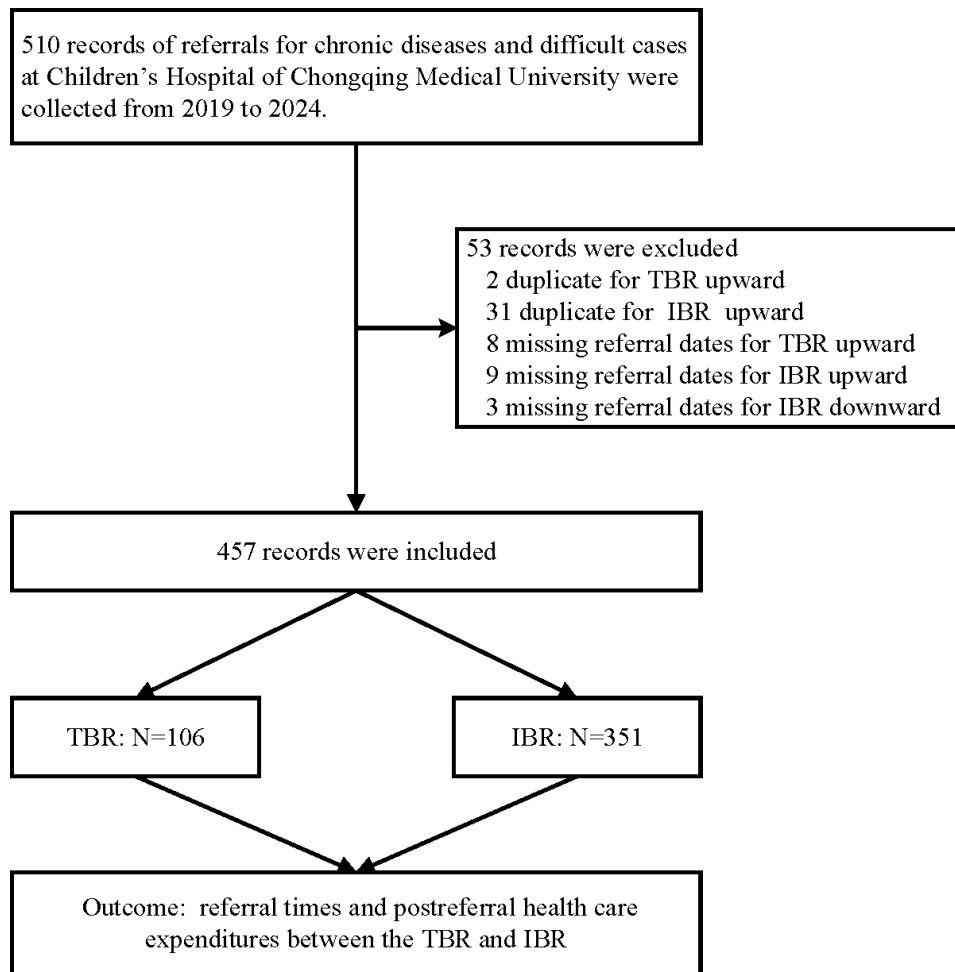 510 records of referrals for chronic diseases and difficult cases
at Children’s Hospital of Chongqing Medical University were
collected from 2019 to 2024.
53 records were excluded
2 duplicate for TBR upward
31 duplicate for IBR upward
8 missing referral dates for TBR upward
9 missing referral dates for IBR upward
3 missing referral dates for IBR downward
457 records were included
TBR: N=106
IBR: N=351
Outcome: referral times and postreferral health care
expenditures between the TBR and IBR